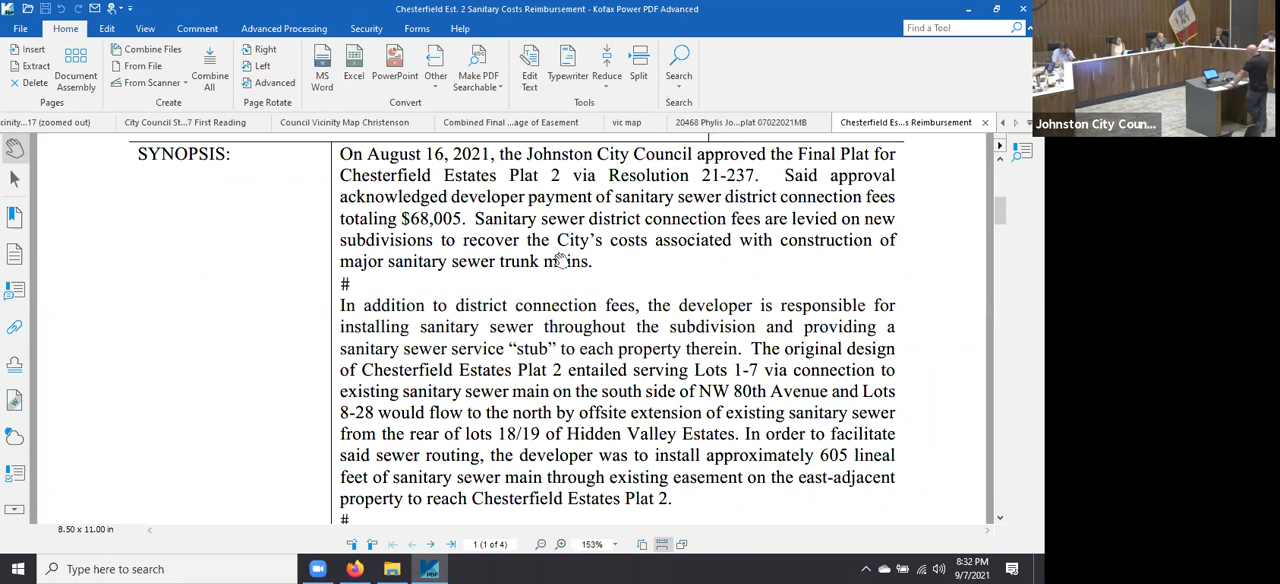 Chesterfield Est. 2 Sanitary Costs Reimbursement - Kofax Power PDF Advanced
File Home Edit View Comment Advanced Processing Security Forms Help Find a Tool
Insert Combine Files Right
Extract From File Left
Delete From Scanner Advanced
Document Assembly Combine All MS Word Excel PowerPoint Other Make PDF Searchable Edit Text Typewriter Reduce Split Search
Pages Create Page Rotate Convert Tools Search
cinity...17 (zoomed out) City Council St...7 First Reading Council Vicinity Map Christenson Combined Final ...age of Easement vic map 20468 Phylis Jo...plat 07022021MB Chesterfield Es...s Reimbursement
Johnston City Coun...
SYNOPSIS:
On August 16, 2021, the Johnston City Council approved the Final Plat for
Chesterfield Estates Plat 2 via Resolution 21-237. Said approval
acknowledged developer payment of sanitary sewer district connection fees
totaling $68,005. Sanitary sewer district connection fees are levied on new
subdivisions to recover the City’s costs associated with construction of
major sanitary sewer trunk mains.
#
In addition to district connection fees, the developer is responsible for
installing sanitary sewer throughout the subdivision and providing a
sanitary sewer service “stub” to each property therein. The original design
of Chesterfield Estates Plat 2 entailed serving Lots 1-7 via connection to
existing sanitary sewer main on the south side of NW 80th Avenue and Lots
8-28 would flow to the north by offsite extension of existing sanitary sewer
from the rear of lots 18/19 of Hidden Valley Estates. In order to facilitate
said sewer routing, the developer was to install approximately 605 lineal
feet of sanitary sewer main through existing easement on the east-adjacent
property to reach Chesterfield Estates Plat 2.
#
8.50 x 11.00 in
1 (1 of 4) 153%
Type here to search
8:32 PM
9/7/2021